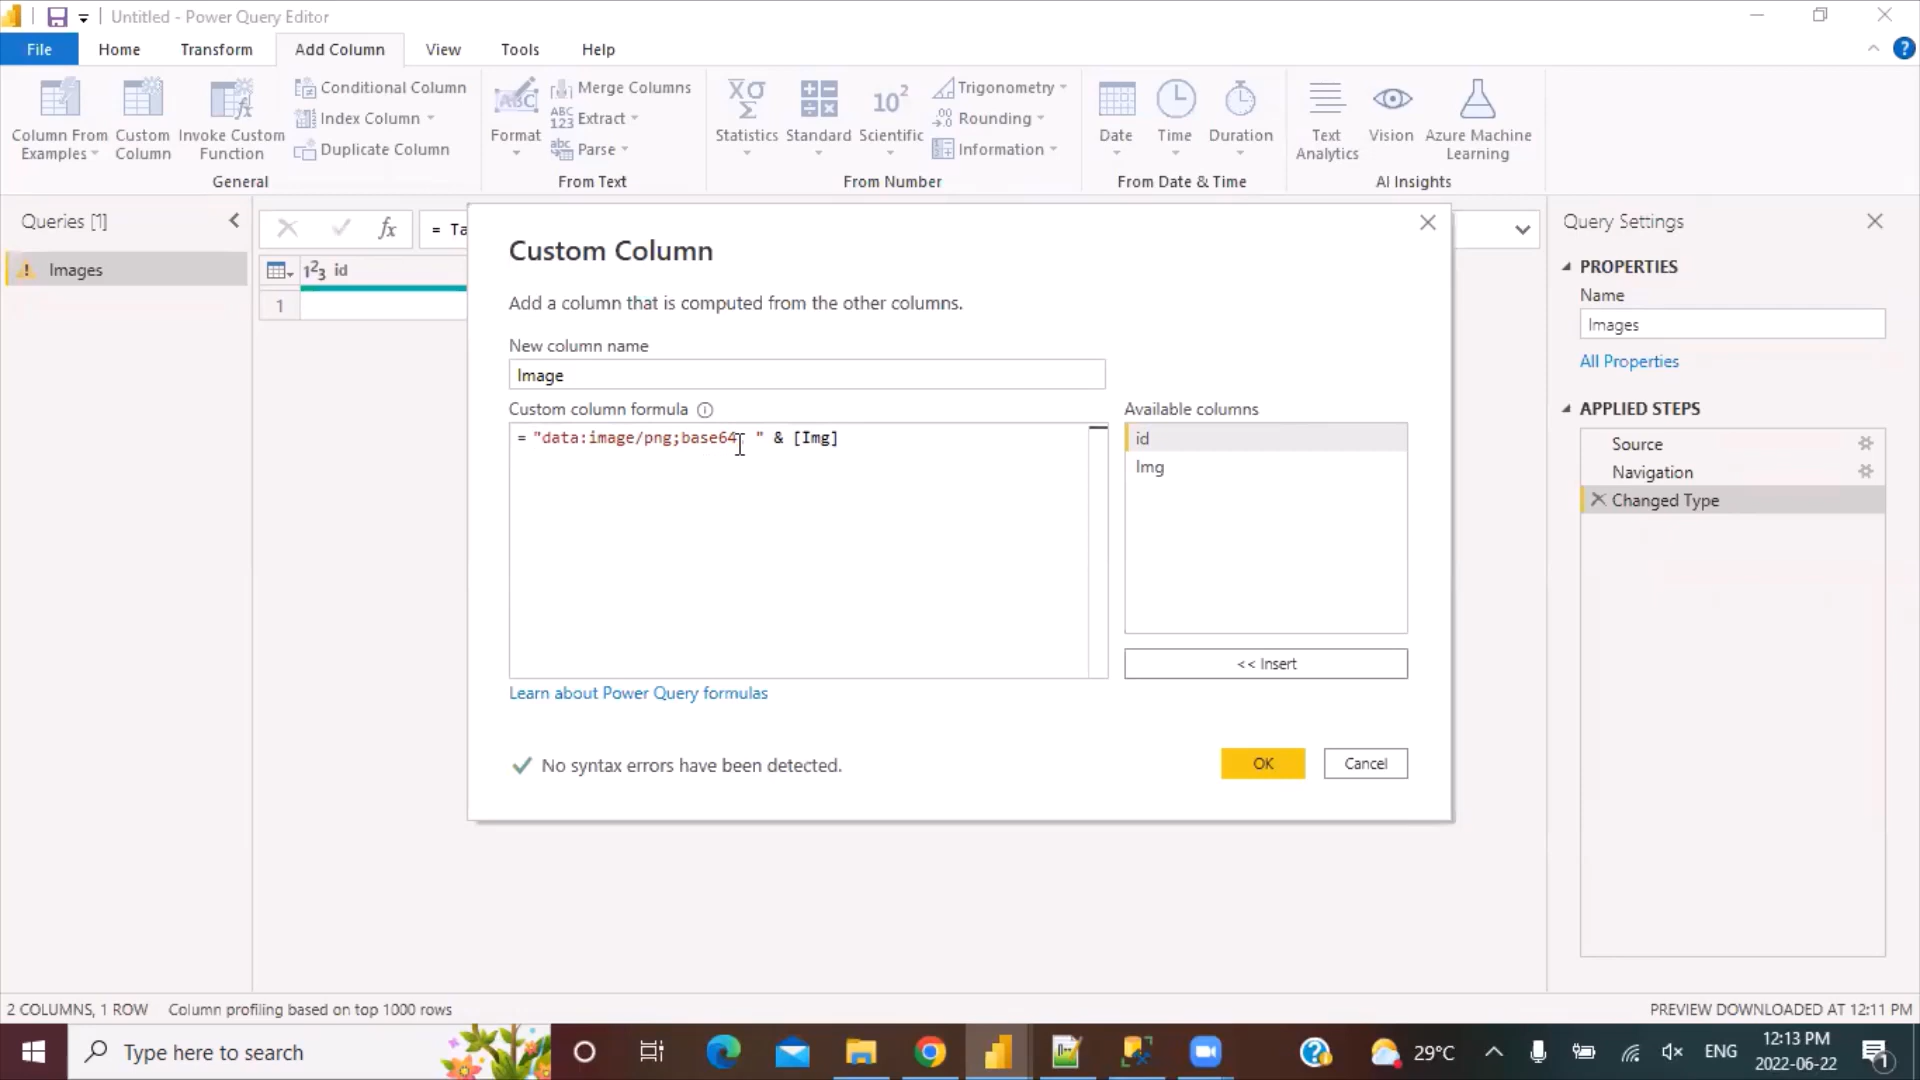 Untitled - Power Query Editor
File
Home
Transform
Add Column
View
Tools
Help
Column From
Examples
Custom
Column
Invoke Custom
Function
Conditional Column
Index Column
Duplicate Column
General
Format
Merge Columns
Extract
Parse
From Text
Statistics
Standard
Scientific
Trigonometry
Rounding
Information
From Number
Date
Time
Duration
From Date & Time
Text
Analytics
Vision
Azure Machine
Learning
AI Insights
Queries [1]
Images
= Ta
id
1
Custom Column
Add a column that is computed from the other columns.
New column name
Image
Custom column formula
= "data:image/png;base64 " & [Img]
Learn about Power Query formulas
Available columns
id
Img
<< Insert
No syntax errors have been detected.
OK
Cancel
Query Settings
PROPERTIES
Name
Images
All Properties
APPLIED STEPS
Source
Navigation
Changed Type
2 COLUMNS, 1 ROW
Column profiling based on top 1000 rows
PREVIEW DOWNLOADED AT 12:11 PM
Type here to search
29°C
ENG
12:13 PM
2022-06-22
1